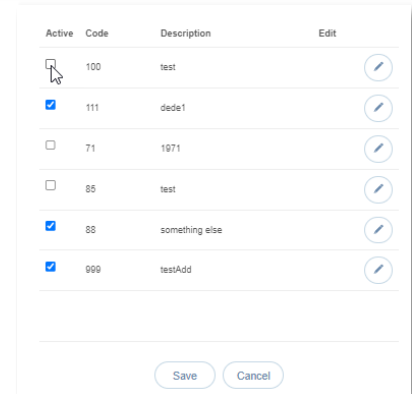 Active Code Description Edit
100 test
111 dede1
71 1971
85 test
88 something else
999 testAdd
Save Cancel